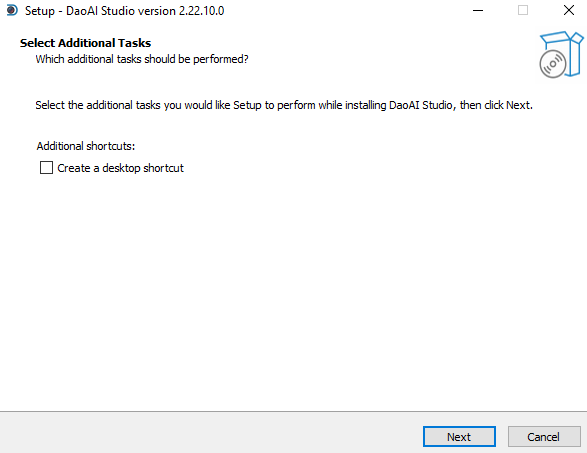 Setup - DaoAI Studio version 2.22.10.0
Select Additional Tasks
Which additional tasks should be performed?
Select the additional tasks you would like Setup to perform while installing DaoAI Studio, then click Next.
Additional shortcuts:
Create a desktop shortcut
Next
Cancel